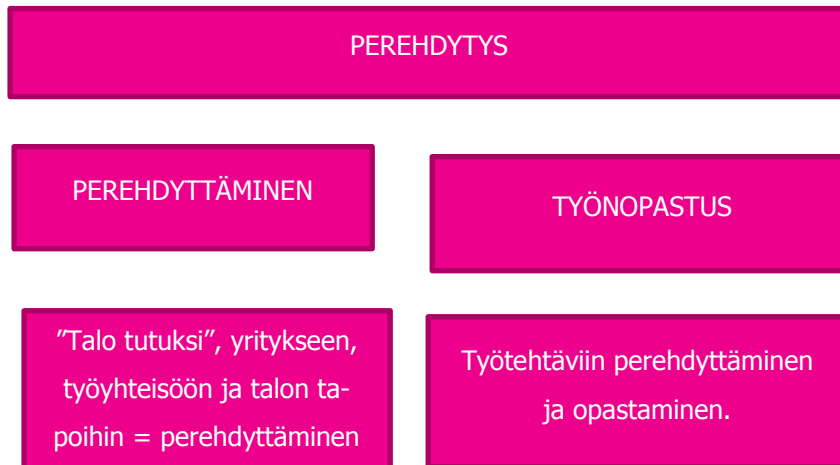 PEREHDYTYS
PEREHDYTTÄMINEN
TYÖNOPASTUS
”Talo tutuksi”, yritykseen,
työyhteisöön ja talon ta-
poihin = perehdyttäminen
Työtehtäviin perehdyttäminen
ja opastaminen.